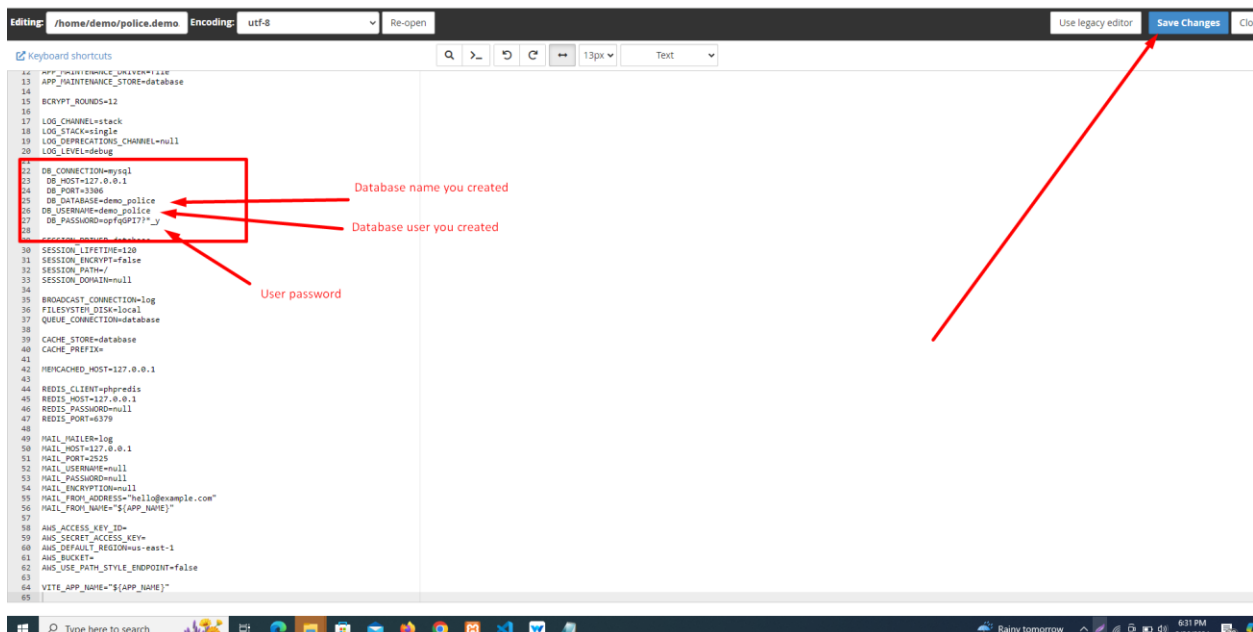 Editing: /home/demo/police.demo. Encoding: utf-8 Re-open Use legacy editor Save Changes Clo
Keyboard shortcuts 13px Text
12 APP_MAINTENANCE_DRIVER=file
13 APP_MAINTENANCE_STORE=database
14
15 BCRYPT_ROUNDS=12
16
17 LOG_CHANNEL=stack
18 LOG_STACK=single
19 LOG_DEPRECATIONS_CHANNEL=null
20 LOG_LEVEL=debug
21
22 DB_CONNECTION=mysql
23 DB_HOST=127.0.0.1
24 DB_PORT=3306
25 DB_DATABASE=demo_police
26 DB_USERNAME=demo_police
27 DB_PASSWORD=opfqGPI7?*_y
28
29 SESSION_DRIVER=database
30 SESSION_LIFETIME=120
31 SESSION_ENCRYPT=false
32 SESSION_PATH=/
33 SESSION_DOMAIN=null
34
35 BROADCAST_CONNECTION=log
36 FILESYSTEM_DISK=local
37 QUEUE_CONNECTION=database
38
39 CACHE_STORE=database
40 CACHE_PREFIX=
41
42 MEMCACHED_HOST=127.0.0.1
43
44 REDIS_CLIENT=phpredis
45 REDIS_HOST=127.0.0.1
46 REDIS_PASSWORD=null
47 REDIS_PORT=6379
48
49 MAIL_MAILER=log
50 MAIL_HOST=127.0.0.1
51 MAIL_PORT=2525
52 MAIL_USERNAME=null
53 MAIL_PASSWORD=null
54 MAIL_ENCRYPTION=null
55 MAIL_FROM_ADDRESS="hello@example.com"
56 MAIL_FROM_NAME="${APP_NAME}"
57
58 AWS_ACCESS_KEY_ID=
59 AWS_SECRET_ACCESS_KEY=
60 AWS_DEFAULT_REGION=us-east-1
61 AWS_BUCKET=
62 AWS_USE_PATH_STYLE_ENDPOINT=false
63
64 VITE_APP_NAME="${APP_NAME}"
65
Database name you created
Database user you created
User password
Type here to search Rainy tomorrow 6:31 PM